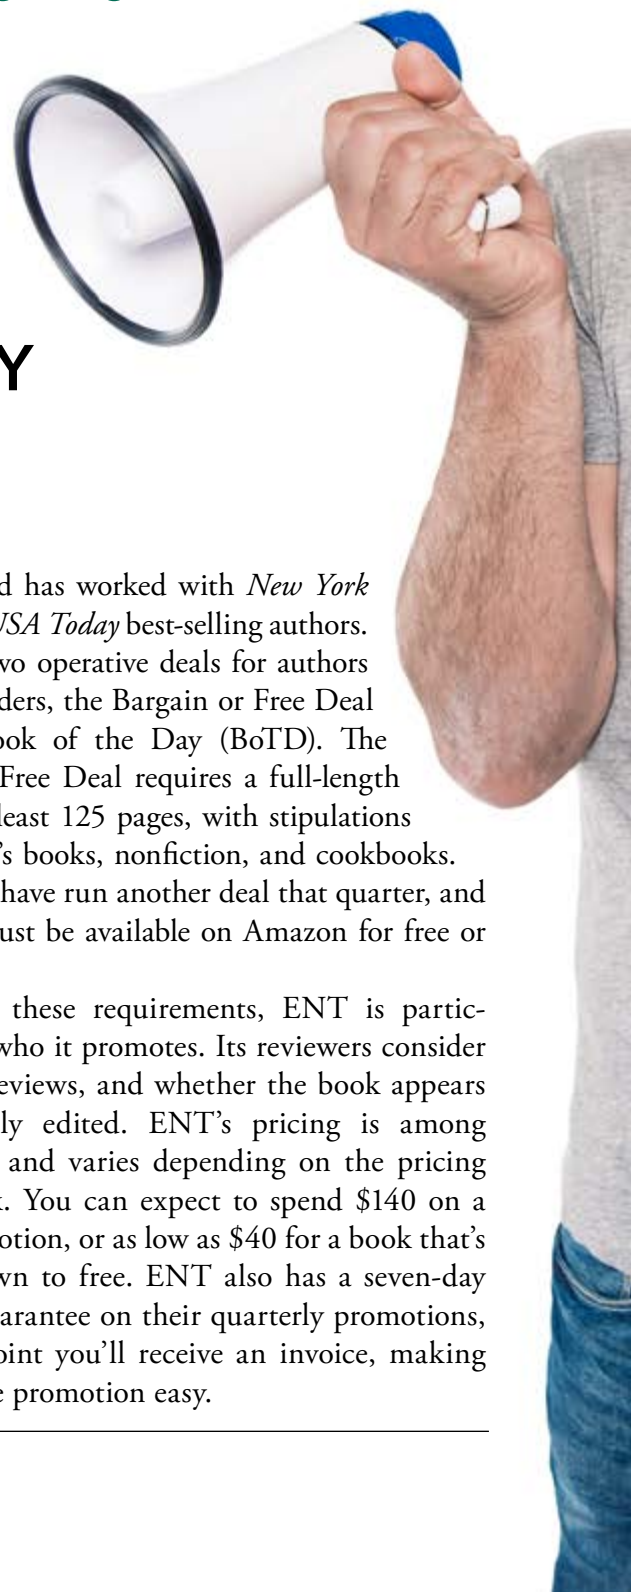 Y
d has worked with New York
USA Today best-selling authors.
wo operative deals for authors
ders, the Bargain or Free Deal
ook of the Day (BoTD). The
Free Deal requires a full-length
least 125 pages, with stipulations
's books, nonfiction, and cookbooks.
have run another deal that quarter, and
ust be available on Amazon for free or
these requirements, ENT is partic-
who it promotes. Its reviewers consider
eviews, and whether the book appears
ly edited. ENT's pricing is among
and varies depending on the pricing
k. You can expect to spend $140 on a
otion, or as low as $40 for a book that's
wn to free. ENT also has a seven-day
arantee on their quarterly promotions,
oint you'll receive an invoice, making
e promotion easy.